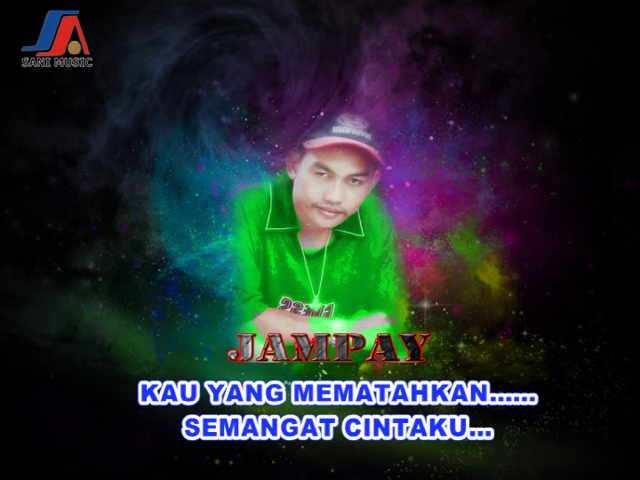 SANI MUSIC
JAMPAY
KAU YANG MEMATAHKAN......
SEMANGAT CINTAKU...